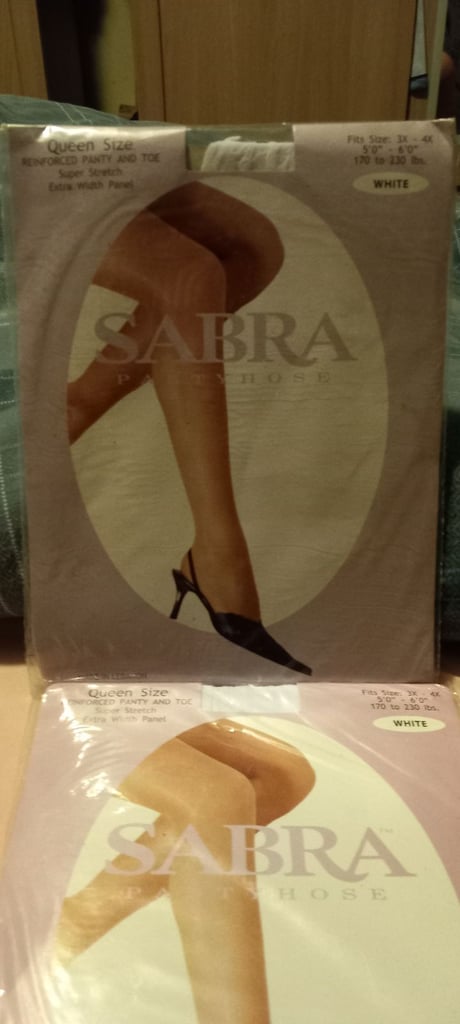 Queen Size
REINFORCED PANTY AND TOE
Super Stretch
Extra Width Panel
Fits Size: 3X - 4X
5'0" - 6'0"
170 to 230 lbs.
WHITE
SABRA
PANTYHOSE
Queen Size
REINFORCED PANTY AND TOE
Super Stretch
Extra Width Panel
Fits Size: 3X - 4X
5'0" - 6'0"
170 to 230 lbs.
WHITE
SABRA™
PANTYHOSE